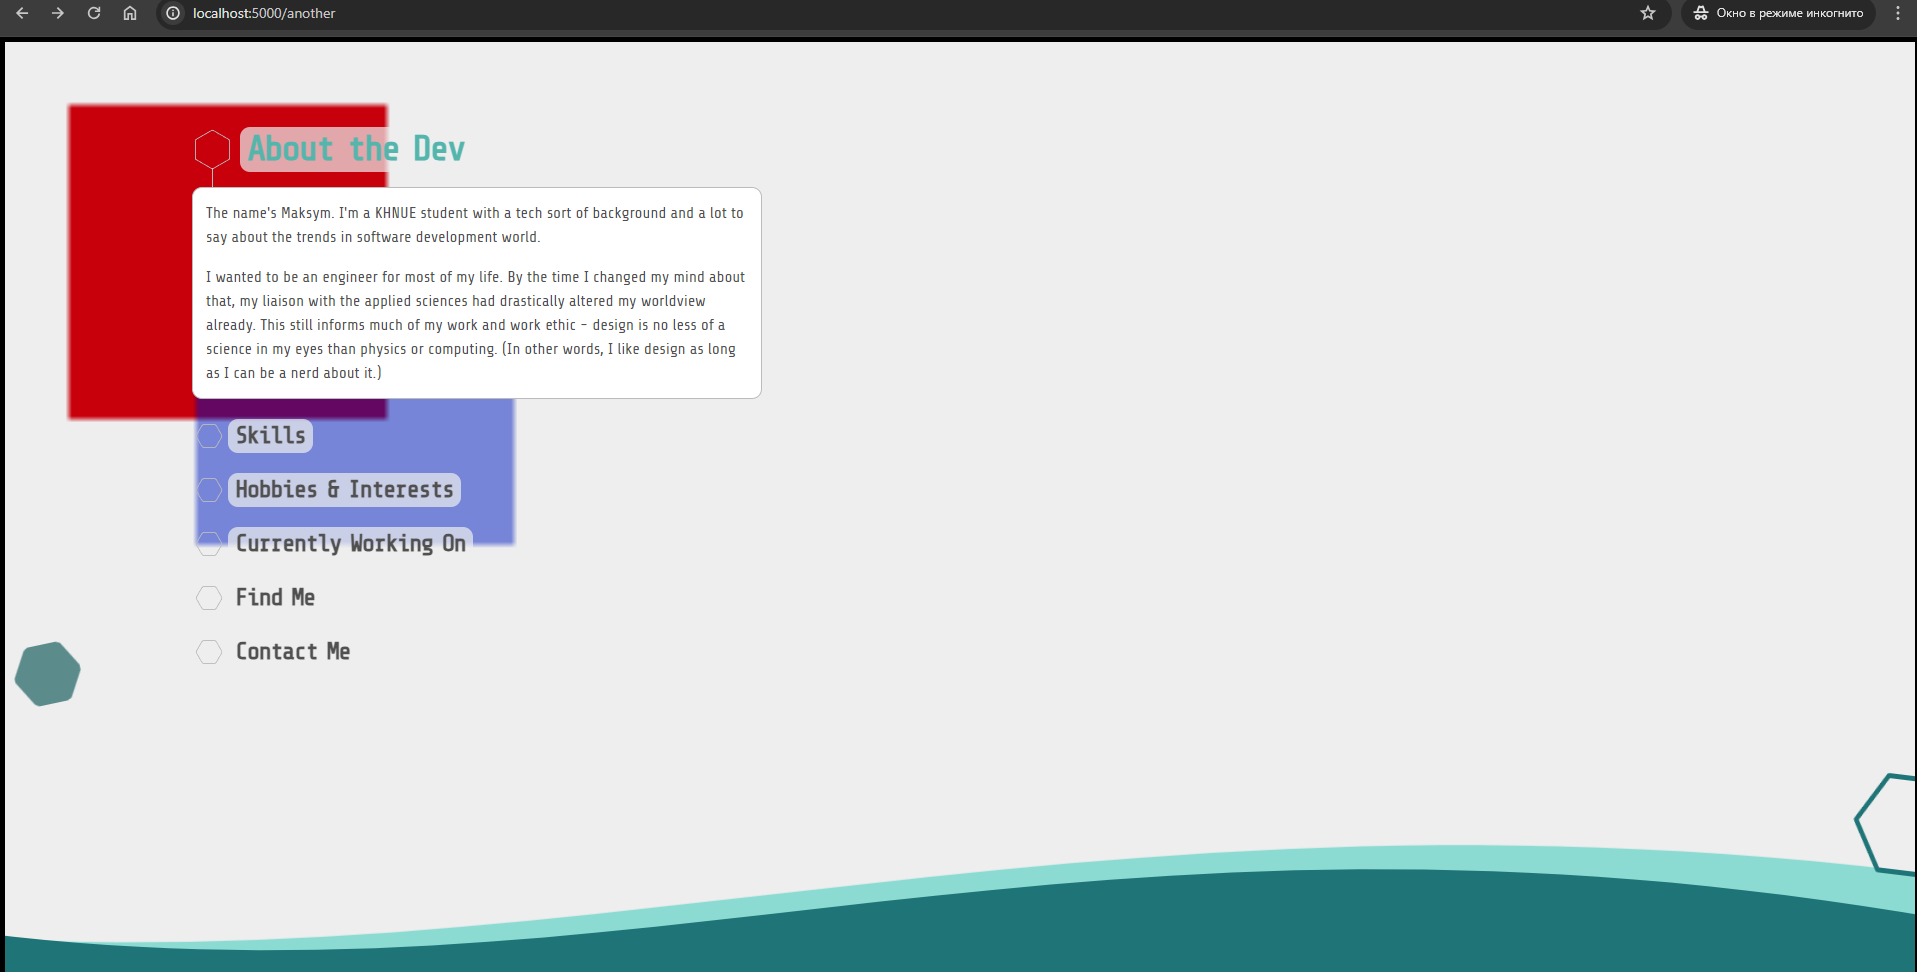 localhost:5000/another
Окно в режиме инкогнито
About the Dev
The name's Maksym. I'm a KHNUE student with a tech sort of background and a lot to
say about the trends in software development world.
I wanted to be an engineer for most of my life. By the time I changed my mind about
that, my liaison with the applied sciences had drastically altered my worldview
already. This still informs much of my work and work ethic - design is no less of a
science in my eyes than physics or computing. (In other words, I like design as long
as I can be a nerd about it.)
Skills
Hobbies & Interests
Currently Working On
Find Me
Contact Me